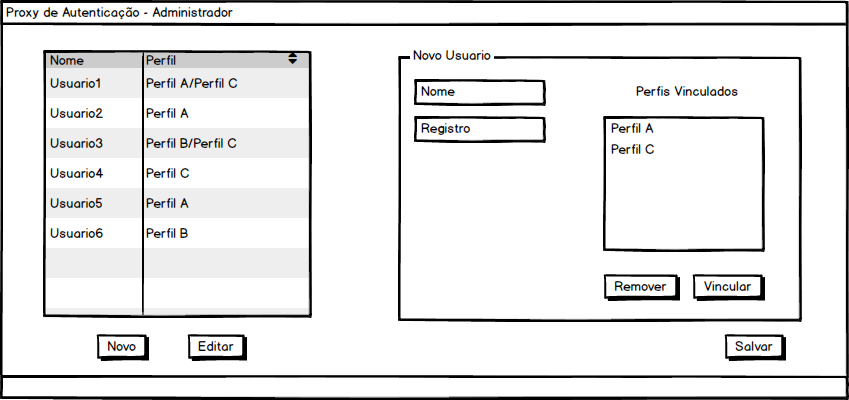 Proxy de Autenticação - Administrador
Nome Perfil
Usuario1 Perfil A/Perfil C
Usuario2 Perfil A
Usuario3 Perfil B/Perfil C
Usuario4 Perfil C
Usuario5 Perfil A
Usuario6 Perfil B
Novo Editar
Novo Usuario
Nome
Registro
Perfis Vinculados
Perfil A
Perfil C
Remover Vincular
Salvar